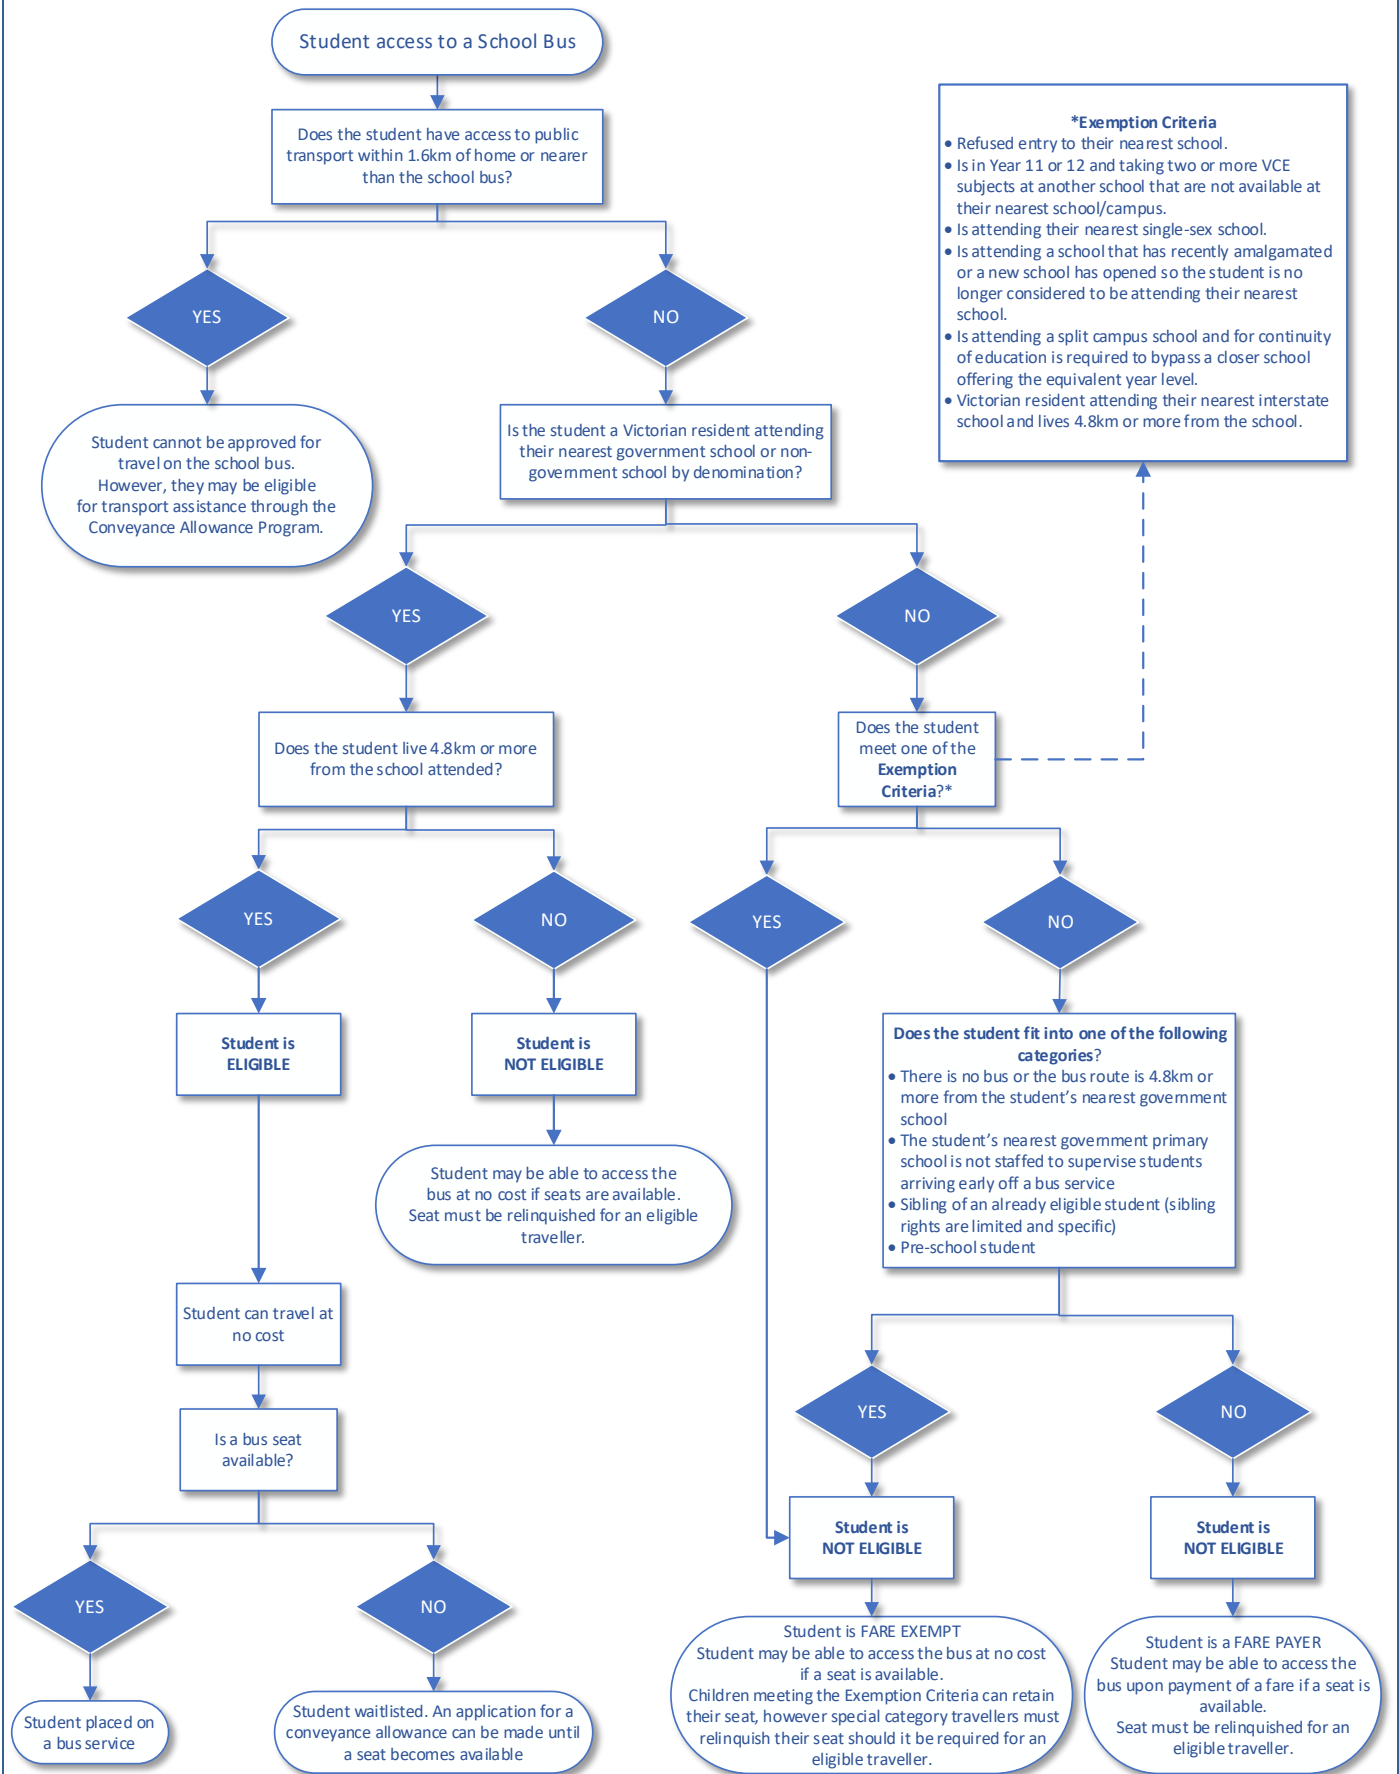 Student access to a School Bus
Does the student have access to public
transport within 1.6km of home or nearer
than the school bus?
*Exemption Criteria
• Refused entry to their nearest school.
• Is in Year 11 or 12 and taking two or more VCE
subjects at another school that are not available at
their nearest school/campus.
• Is attending their nearest single-sex school.
• Is attending a school that has recently amalgamated
or a new school has opened so the student is no
longer considered to be attending their nearest
school.
• Is attending a split campus school and for continuity
of education is required to bypass a closer school
offering the equivalent year level.
• Victorian resident attending their nearest interstate
school and lives 4.8km or more from the school.
YES
NO
Student cannot be approved for
travel on the school bus.
However, they may be eligible
for transport assistance through the
Conveyance Allowance Program.
Is the student a Victorian resident attending
their nearest government school or non-
government school by denomination?
YES
NO
Does the student live 4.8km or more
from the school attended?
Does the student
meet one of the
Exemption
Criteria?*
YES
NO
YES
NO
Student is
ELIGIBLE
Student is
NOT ELIGIBLE
Does the student fit into one of the following
categories?
• There is no bus or the bus route is 4.8km or
more from the student's nearest government
school
• The student's nearest government primary
school is not staffed to supervise students
arriving early off a bus service
• Sibling of an already eligible student (sibling
rights are limited and specific)
• Pre-school student
Student may be able to access the
bus at no cost if seats are available.
Seat must be relinquished for an eligible
traveller.
Student can travel at
no cost
YES
NO
Is a bus seat
available?
Student is
NOT ELIGIBLE
Student is
NOT ELIGIBLE
YES
NO
Student is FARE EXEMPT
Student may be able to access the bus at no cost
if a seat is available.
Children meeting the Exemption Criteria can retain
their seat, however special category travellers must
relinquish their seat should it be required for an
eligible traveller.
Student is a FARE PAYER
Student may be able to access the
bus upon payment of a fare if a seat is
available.
Seat must be relinquished for an
eligible traveller.
Student placed on
a bus service
Student waitlisted. An application for a
conveyance allowance can be made until
a seat becomes available